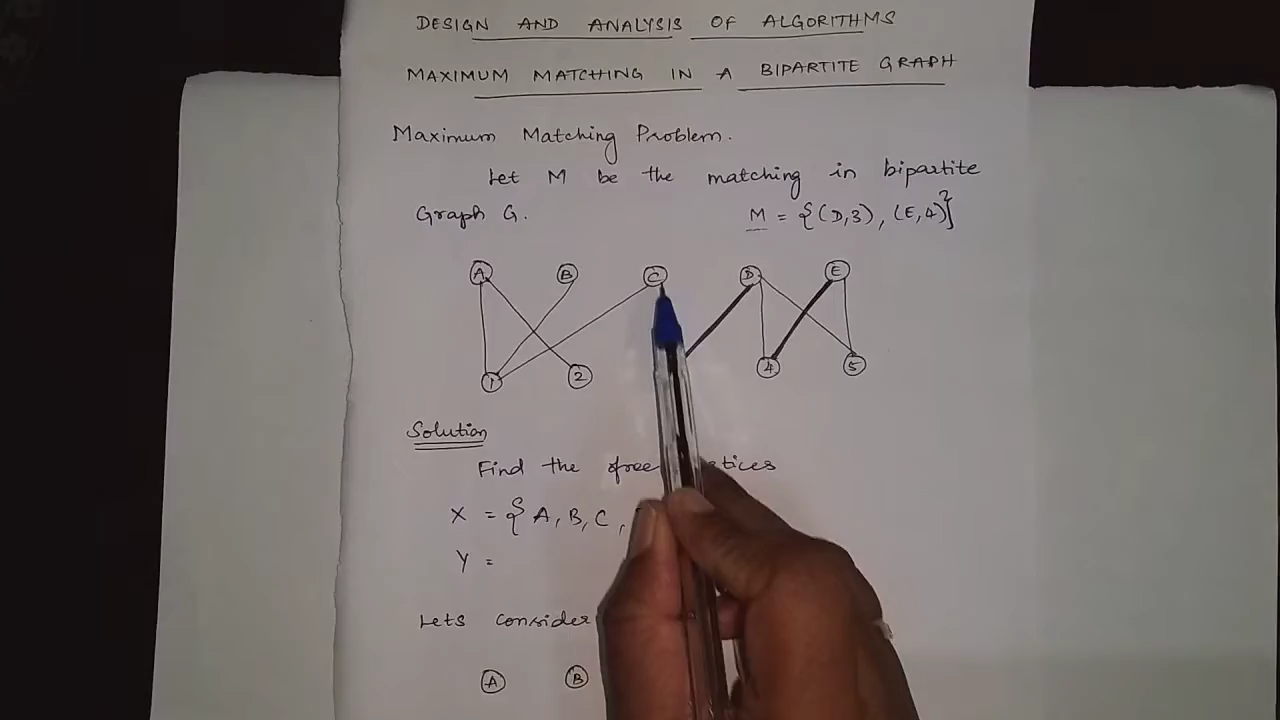 DESIGN AND ANALYSIS OF ALGORITHMS
MAXIMUM MATCHING IN A BIPARTITE GRAPH
Maximum Matching Problem.
Let M be the matching in bipartite
Graph G. M = {(D,3), (E,4)}
A B C D E
1 2 4 5
Solution
Find the free
X = { A, B, C ,
Y =
Lets consider
A B